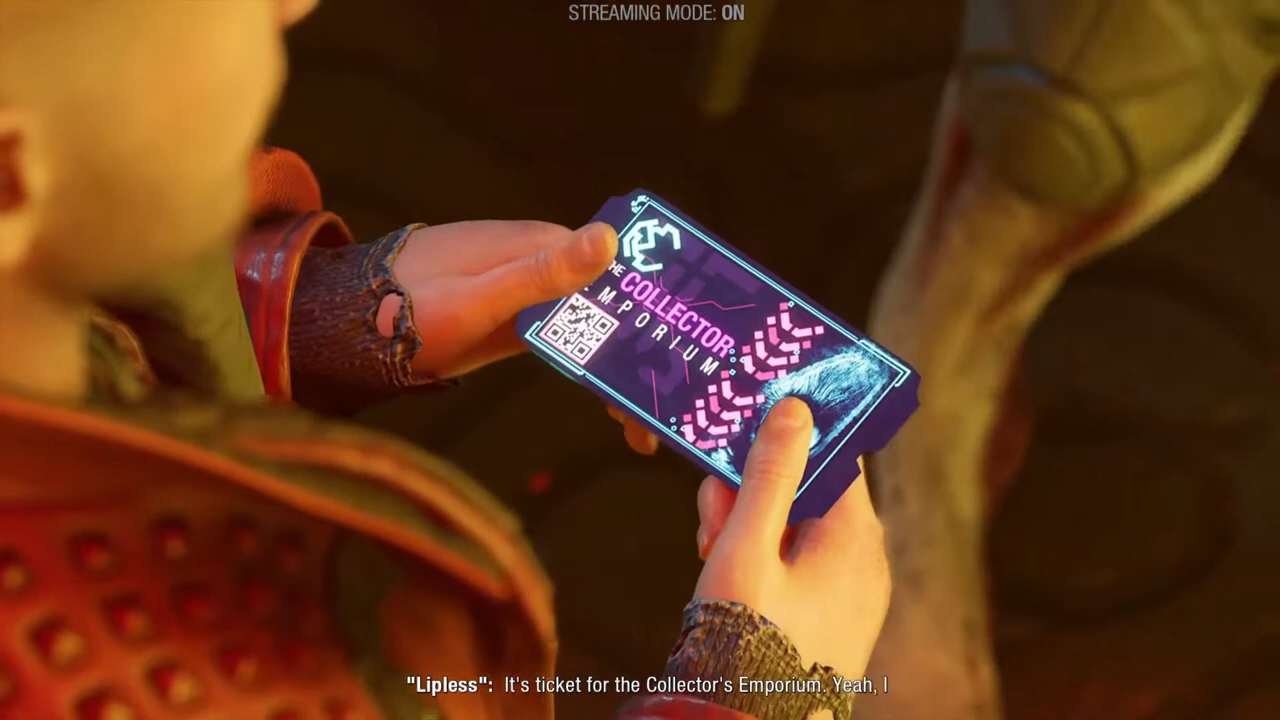 STREAMING MODE: ON
THE
COLLECTOR
EMPORIUM
"Lipless": It's ticket for the Collector's Emporium. Yeah, I